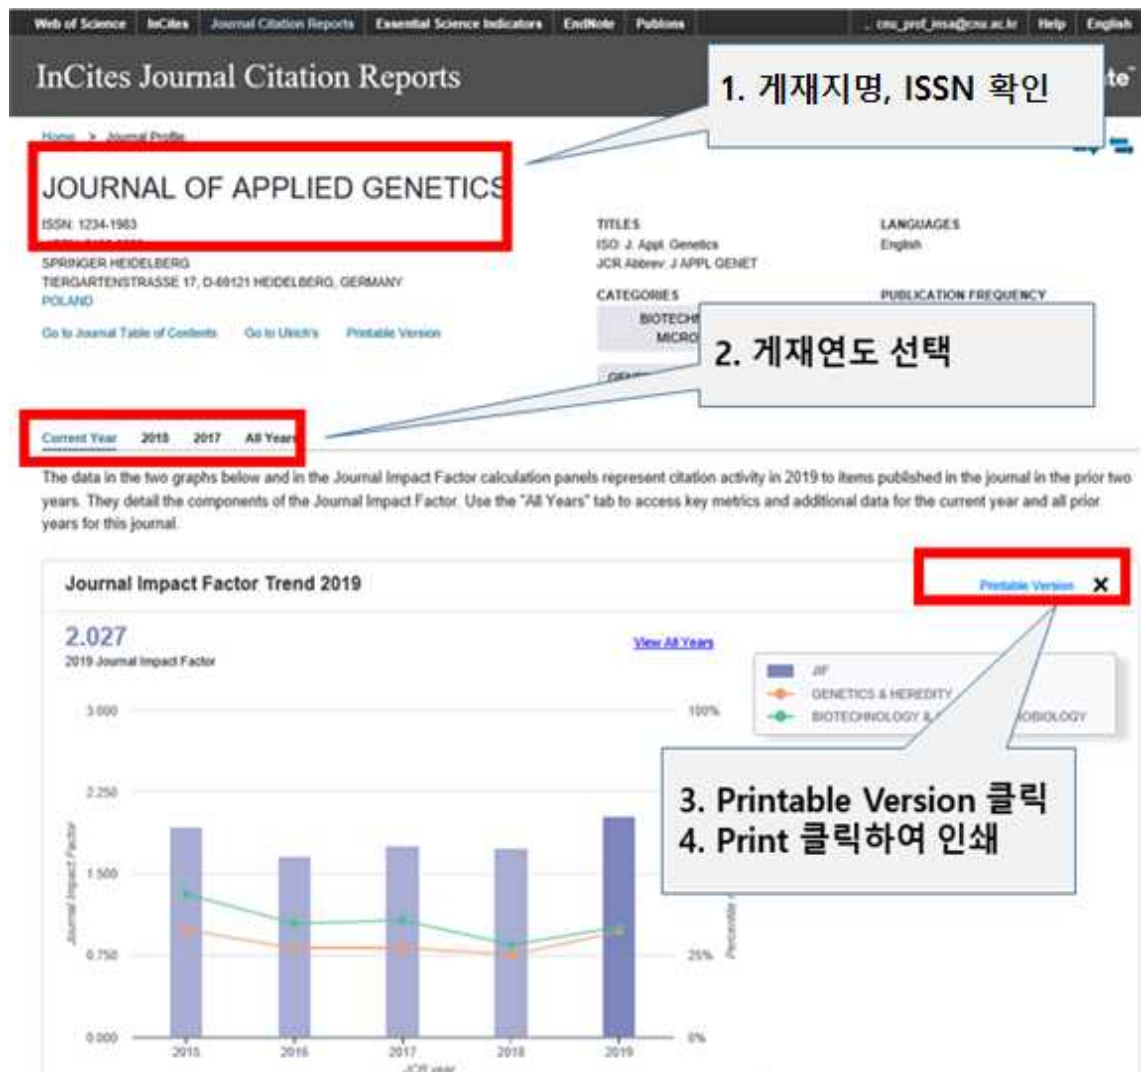 Web of Science InCites Journal Citation Reports Essential Science Indicators EndNote Publons cnu_prof_insa@cnu.ac.kr Help English
InCites Journal Citation Reports
1. 게재지명, ISSN 확인
Home > Journal Profile
JOURNAL OF APPLIED GENETICS
ISSN: 1234-1983
SPRINGER HEIDELBERG
TIERGARTENSTRASSE 17, D-69121 HEIDELBERG, GERMANY
POLAND
Go to Journal Table of Contents Go to Ulrich's Printable Version
TITLES
ISO: J. Appl. Genetics
JCR Abbrev: J APPL GENET
CATEGORIES
LANGUAGES
English
PUBLICATION FREQUENCY
2. 게재연도 선택
Current Year 2018 2017 All Years
The data in the two graphs below and in the Journal Impact Factor calculation panels represent citation activity in 2019 to items published in the journal in the prior two
years. They detail the components of the Journal Impact Factor. Use the "All Years" tab to access key metrics and additional data for the current year and all prior
years for this journal.
Journal Impact Factor Trend 2019
Printable Version X
2.027
2019 Journal Impact Factor
View All Years
JIF
GENETICS & HEREDITY
BIOTECHNOLOGY &
3. Printable Version 클릭
4. Print 클릭하여 인쇄
3.000
2.250
1.500
0.750
0.000
Journal Impact Factor
100%
25%
0%
2015 2016 2017 2018 2019
JCR year